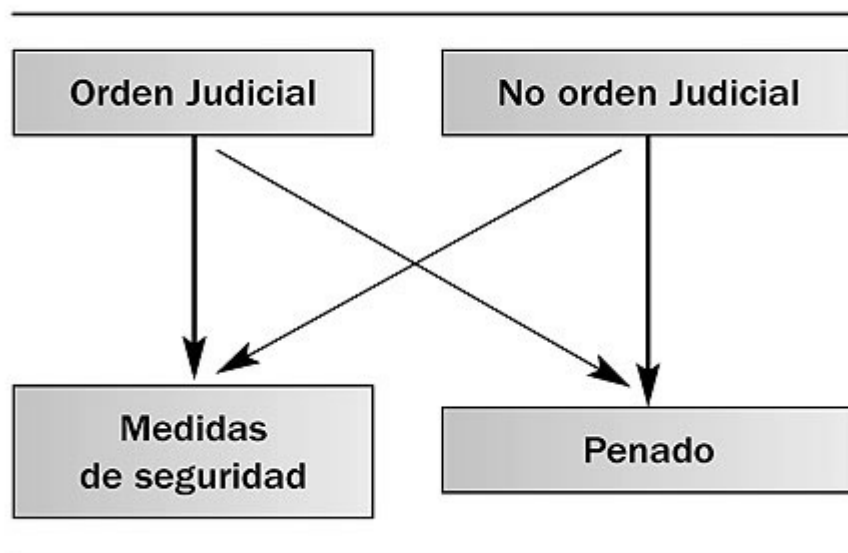 Orden Judicial
No orden Judicial
Medidas
de seguridad
Penado